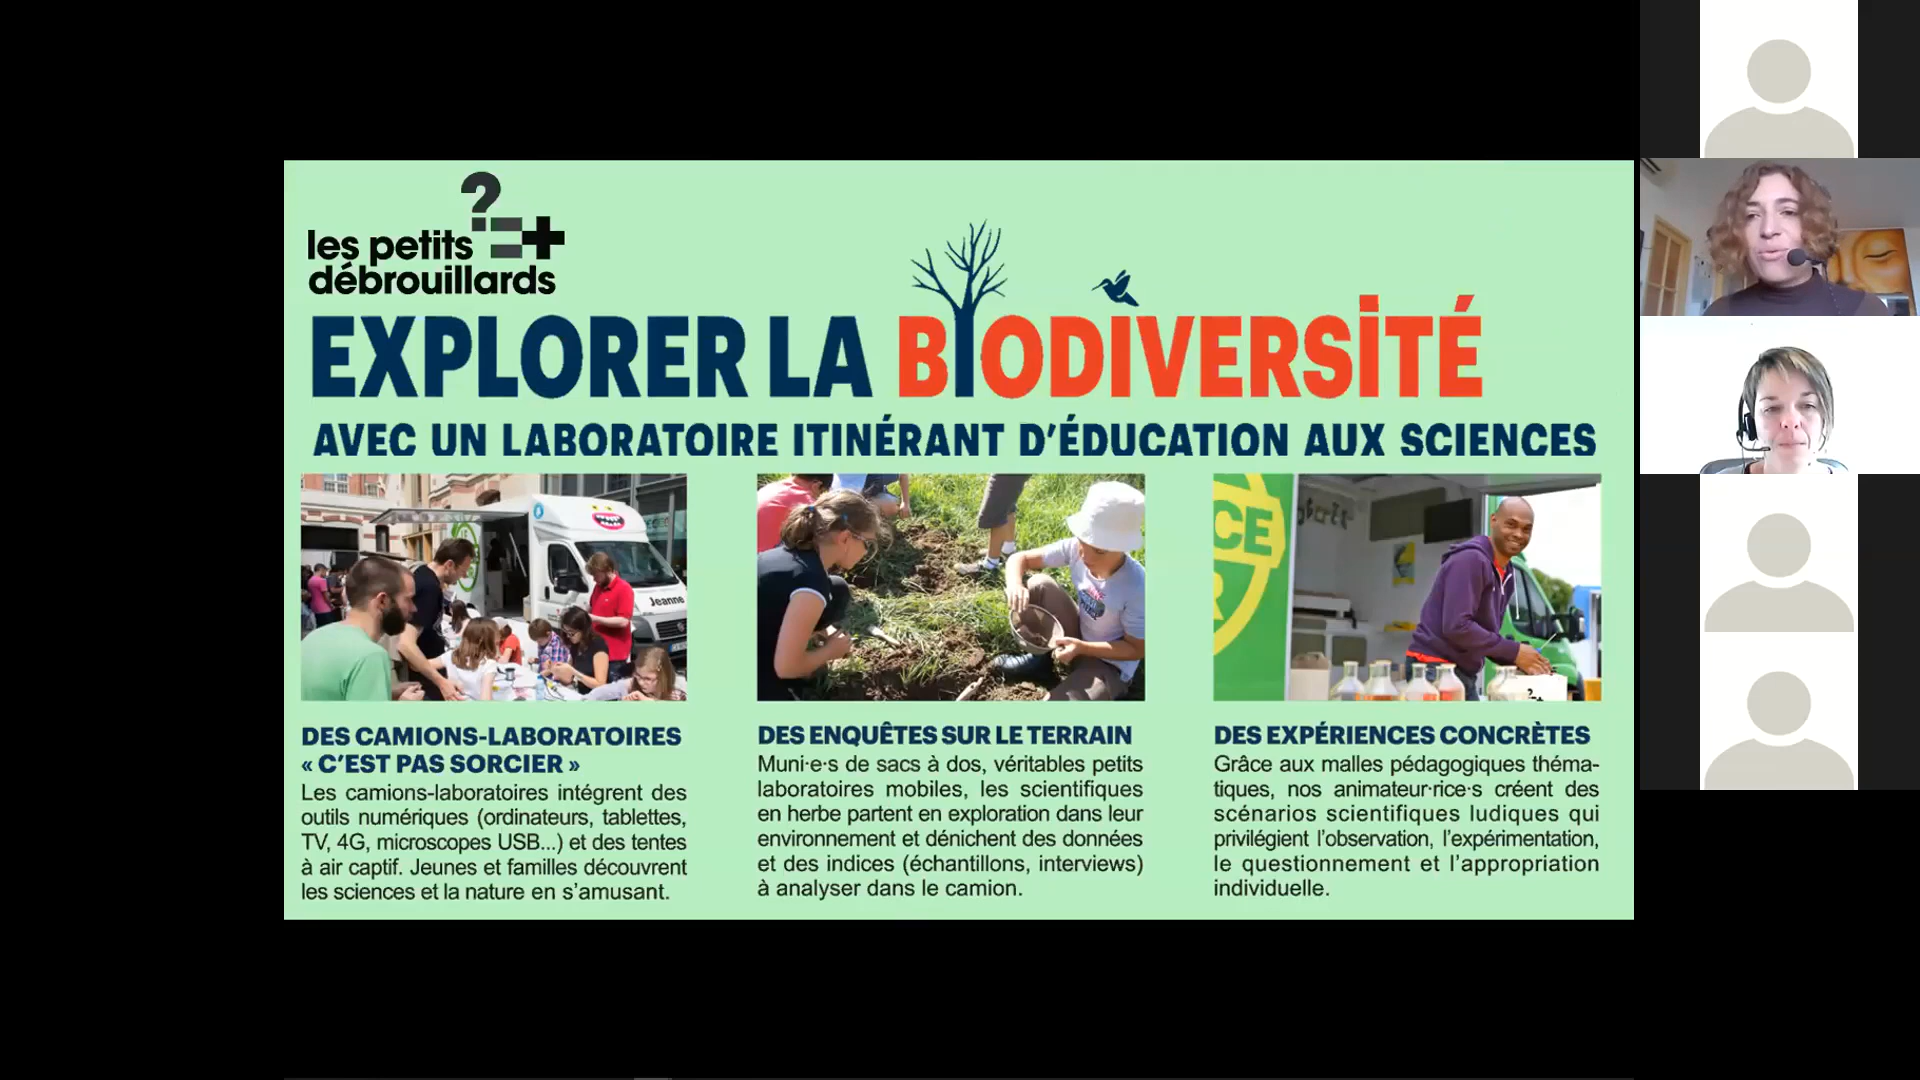 ?=+
les petits
débrouillards
EXPLORER LA BIODIVERSITÉ
AVEC UN LABORATOIRE ITINÉRANT D'ÉDUCATION AUX SCIENCES
Jeanne
CE
R
DES CAMIONS-LABORATOIRES
« C'EST PAS SORCIER »
Les camions-laboratoires intégrent des
outils numériques (ordinateurs, tablettes,
TV, 4G, microscopes USB...) et des tentes
à air captif. Jeunes et familles découvrent
les sciences et la nature en s'amusant.
DES ENQUÊTES SUR LE TERRAIN
Muni·e·s de sacs à dos, véritables petits
laboratoires mobiles, les scientifiques
en herbe partent en exploration dans leur
environnement et dénichent des données
et des indices (échantillons, interviews)
à analyser dans le camion.
DES EXPÉRIENCES CONCRÈTES
Grâce aux malles pédagogiques théma-
tiques, nos animateur·rice·s créent des
scénarios scientifiques ludiques qui
privilégient l'observation, l'expérimentation,
le questionnement et l'appropriation
individuelle.